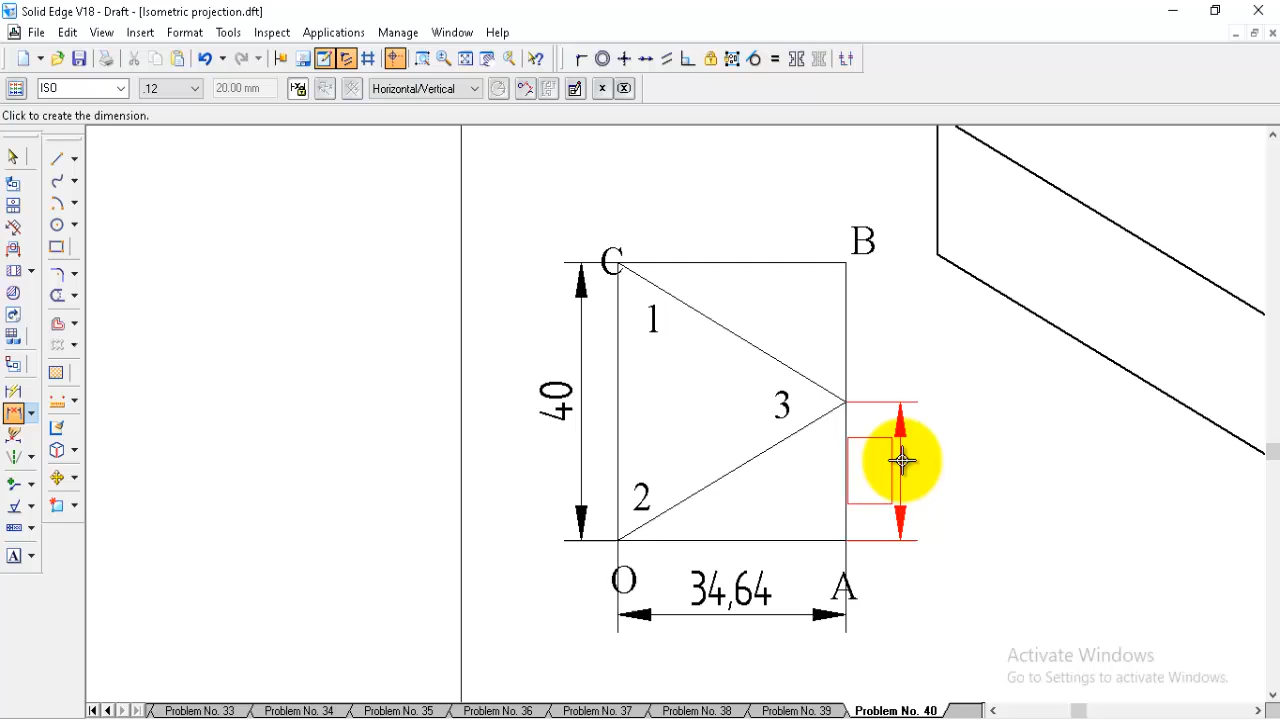 Solid Edge V18 - Draft - [Isometric projection.dft]
File Edit View Insert Format Tools Inspect Applications Manage Window Help
ISO .12 20.00 mm Horizontal/Vertical
Click to create the dimension.
B
C
1
40
3
2
O 34,64 A
Activate Windows
Go to Settings to activate Windows.
Problem No. 33 Problem No. 34 Problem No. 35 Problem No. 36 Problem No. 37 Problem No. 38 Problem No. 39 Problem No. 40